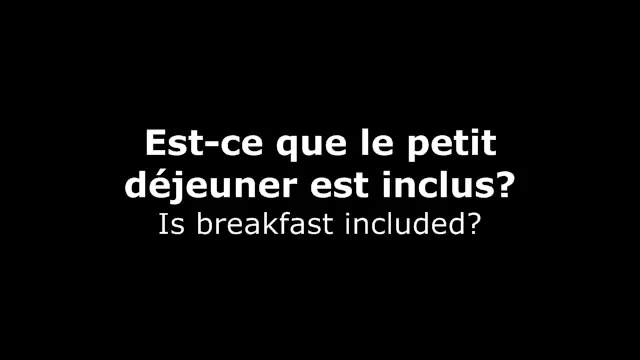 Est-ce que le petit
déjeuner est inclus?
Is breakfast included?